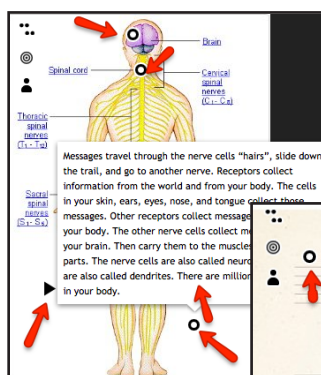 Brain
Spinal cord
Cervical
spinal
nerves
(C₁ - C₈)
Thoracic
spinal
nerves
(T₁ - T₁₂)
Sacral
spinal
nerves
(S₁ - S₅)
Messages travel through the nerve cells “hairs”, slide down
the trail, and go to another nerve. Receptors collect
information from the world and from your body. The cells
in your skin, ears, eyes, nose, and tongue collect those
messages. Other receptors collect message
your body. The other nerve cells collect me
your brain. Then carry them to the muscles
parts. The nerve cells are also called neuro
are also called dendrites. There are million
in your body.